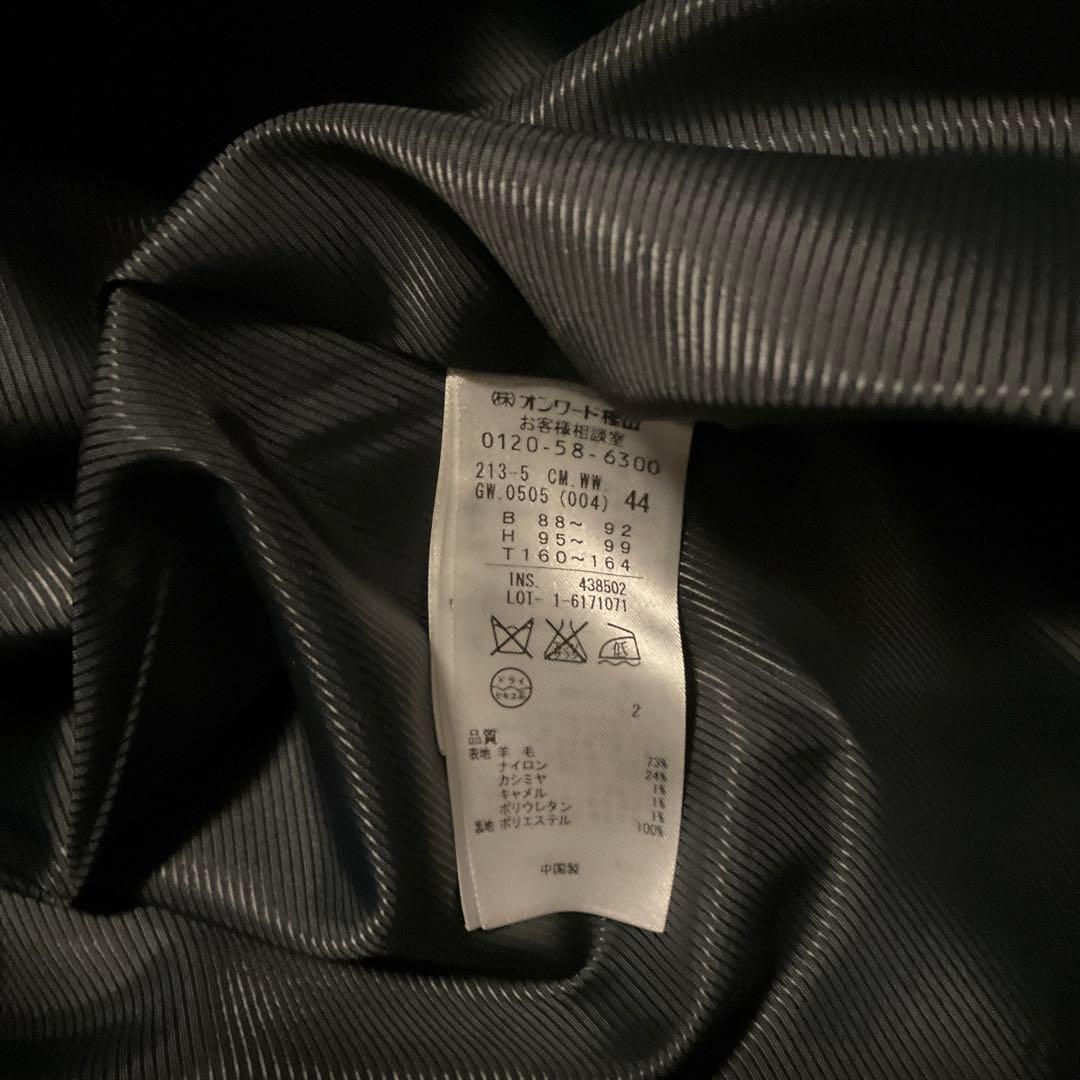 (株)オンワード樫山
お客様相談室
0120-58-6300
213-5 CM.WW.
GW.0505 (004) 44
B 88～ 92
H 95～ 99
T160～164
INS. 438502
LOT- 1-6171071
低
ドライ
セキユ系
2
品質
表地 羊 毛 73%
ナイロン 24%
カシミヤ 1%
キャメル 1%
ポリウレタン 1%
裏地 ポリエステル 100%
中国製